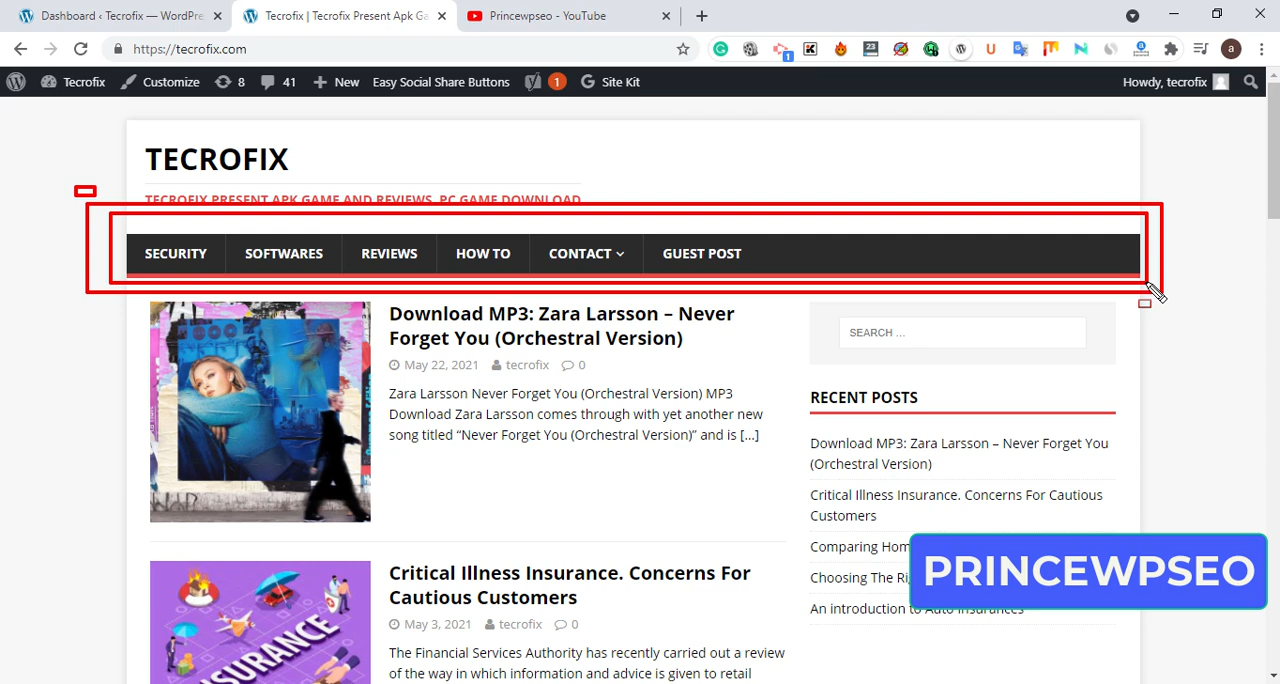 Dashboard ‹ Tecrofix — WordPre
Tecrofix | Tecrofix Present Apk Ga
Princewpseo - YouTube
https://tecrofix.com
23
1
a
Tecrofix
Customize
8
41
New
Easy Social Share Buttons
1
Site Kit
Howdy, tecrofix
TECROFIX
TECROFIX PRESENT APK GAME AND REVIEWS, PC GAME DOWNLOAD
SECURITY
SOFTWARES
REVIEWS
HOW TO
CONTACT
GUEST POST
Download MP3: Zara Larsson – Never
Forget You (Orchestral Version)
May 22, 2021
tecrofix
0
Zara Larsson Never Forget You (Orchestral Version) MP3
Download Zara Larsson comes through with yet another new
song titled “Never Forget You (Orchestral Version)” and is [...]
Critical Illness Insurance. Concerns For
Cautious Customers
May 3, 2021
tecrofix
0
The Financial Services Authority has recently carried out a review
of the way in which information and advice is given to retail
INSURANCE
SEARCH ...
RECENT POSTS
Download MP3: Zara Larsson – Never Forget You
(Orchestral Version)
Critical Illness Insurance. Concerns For Cautious
Customers
Comparing
Choosing The
An introduction to Auto Insurances
PRINCEWPSEO